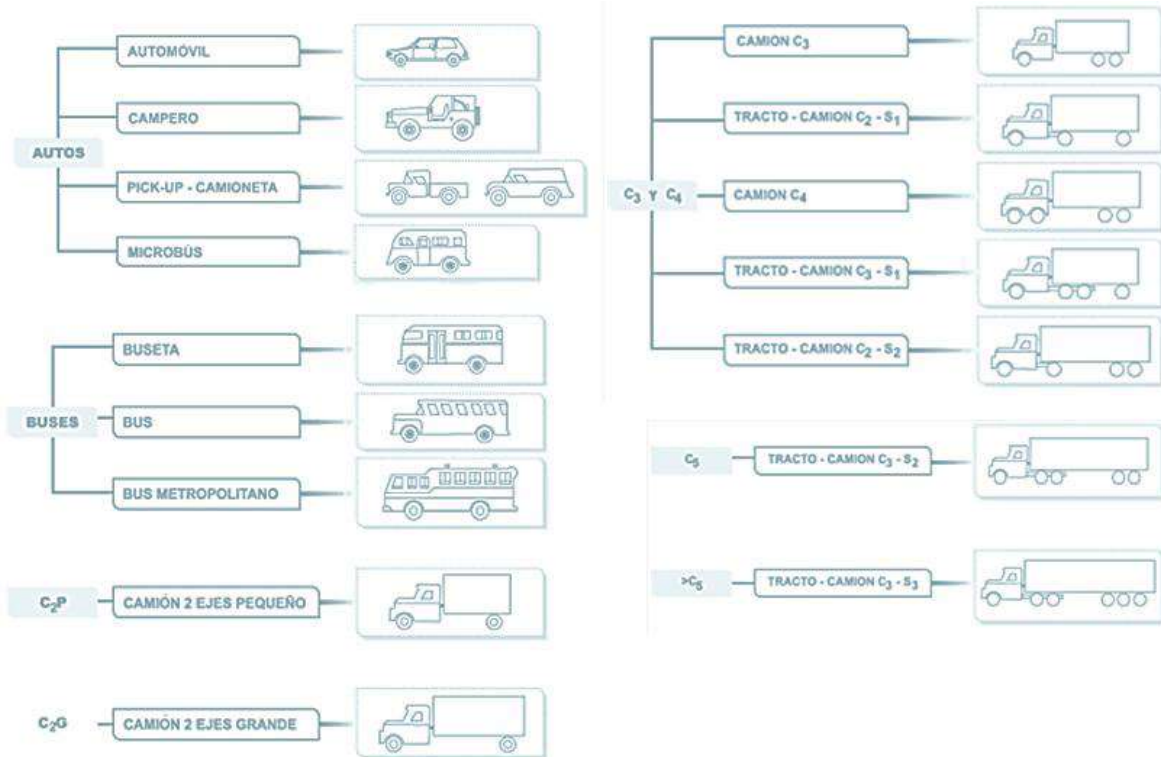 AUTOS
AUTOMÓVIL
CAMPERO
PICK-UP - CAMIONETA
MICROBÚS
BUSES
BUSETA
BUS
BUS METROPOLITANO
C₂P
CAMIÓN 2 EJES PEQUEÑO
C₂G
CAMIÓN 2 EJES GRANDE
C₃ Y C₄
CAMION C₃
TRACTO - CAMION C₂ - S₁
CAMION C₄
TRACTO - CAMION C₃ - S₁
TRACTO - CAMION C₂ - S₂
C₅
TRACTO - CAMION C₃ - S₂
>C₅
TRACTO - CAMION C₃ - S₃